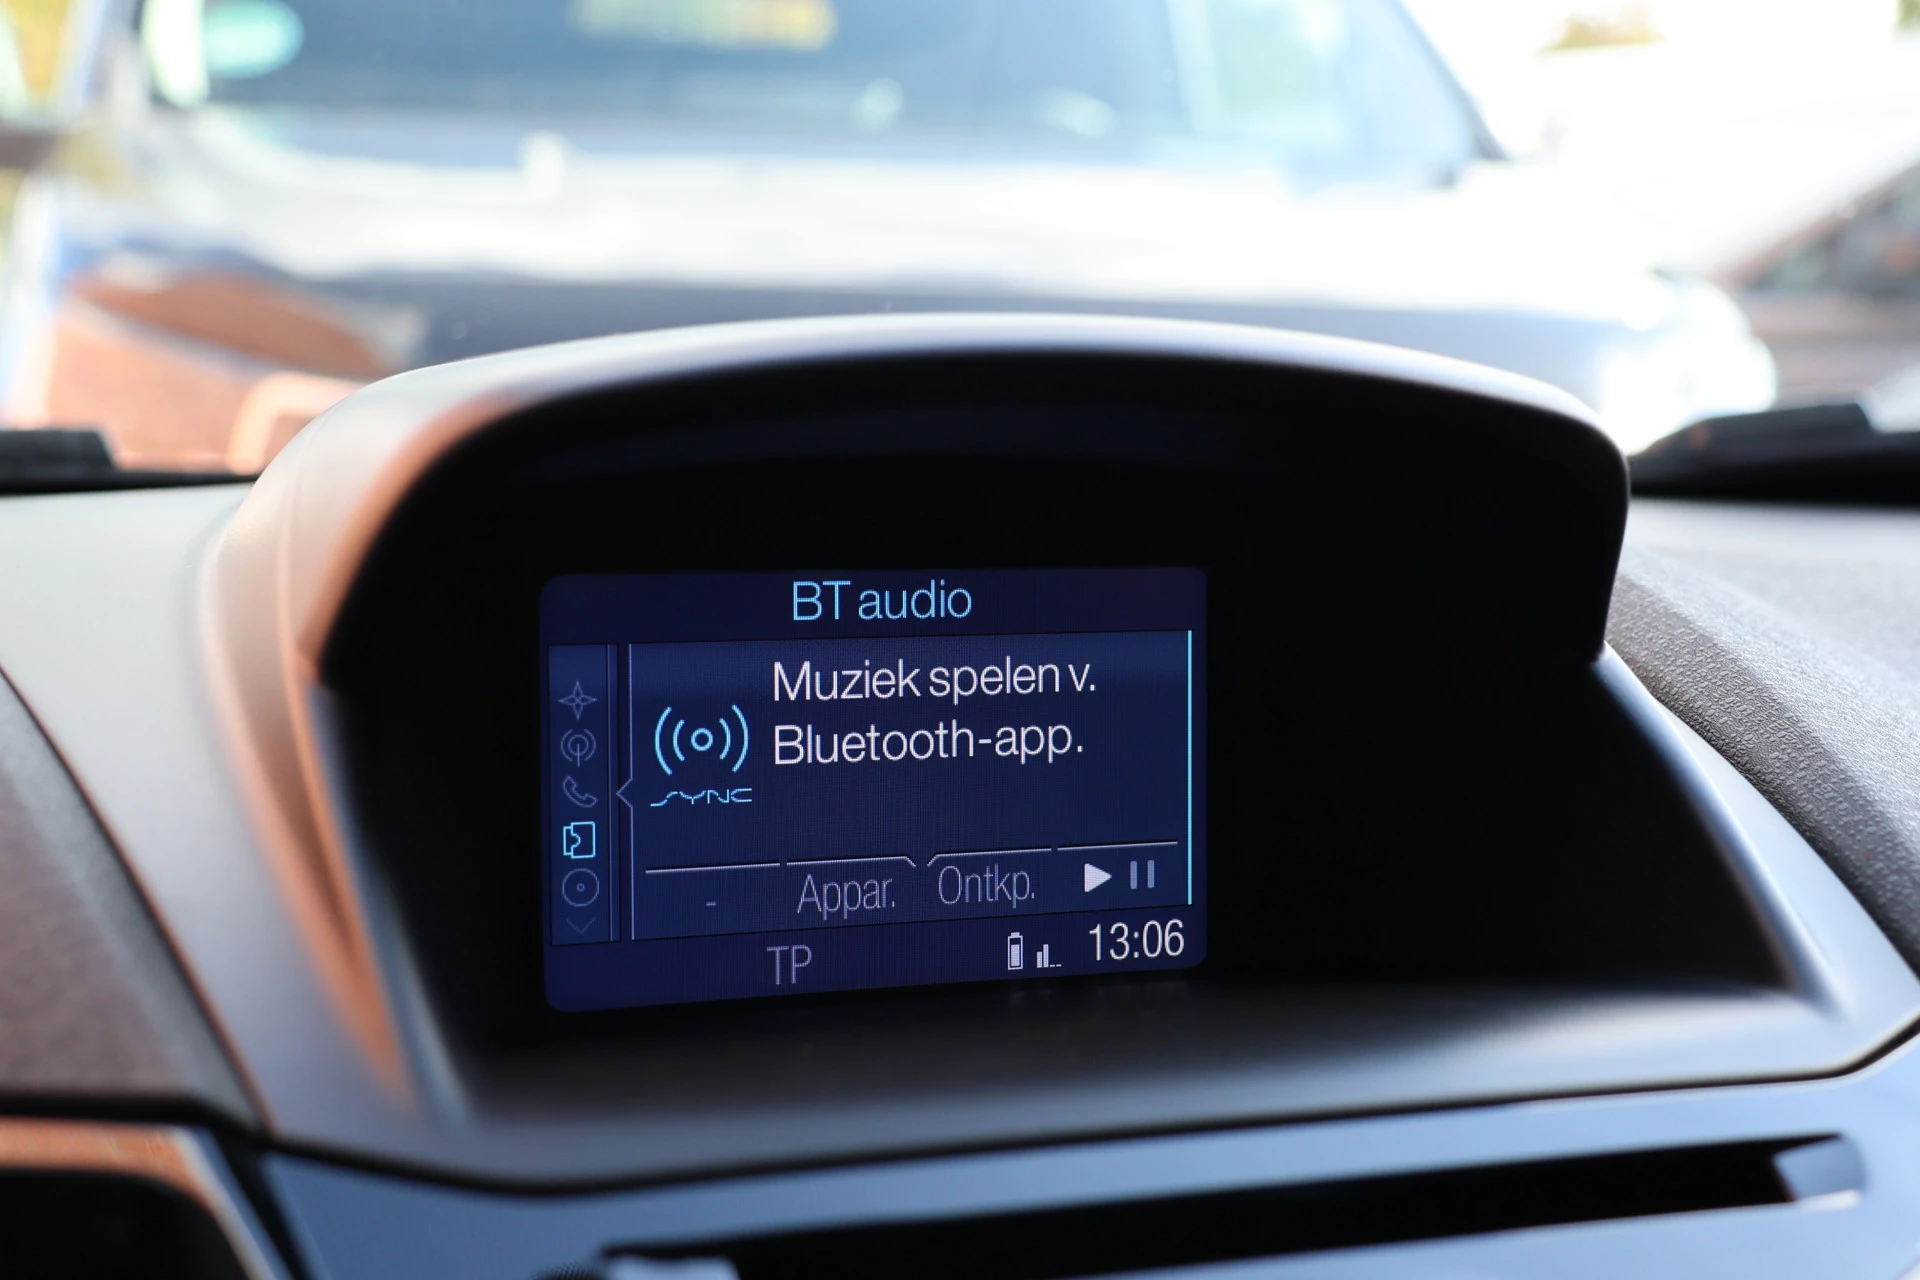 BT audio
Muziek spelen v.
Bluetooth-app.
SYNC
- Appar. Ontkp.
TP 13:06